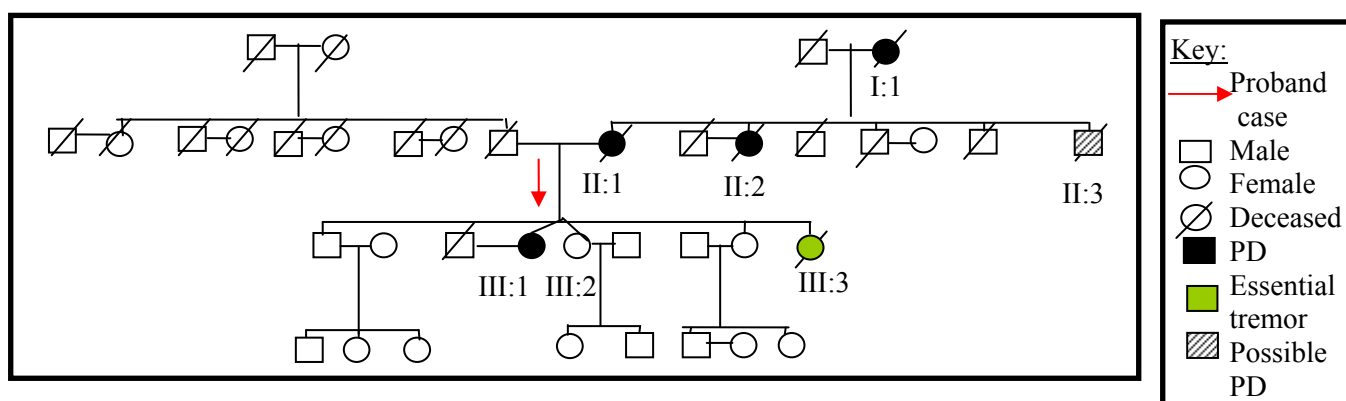 I:1
II:1
II:2
II:3
III:1
III:2
III:3
Key:
Proband
case
Male
Female
Deceased
PD
Essential
tremor
Possible
PD